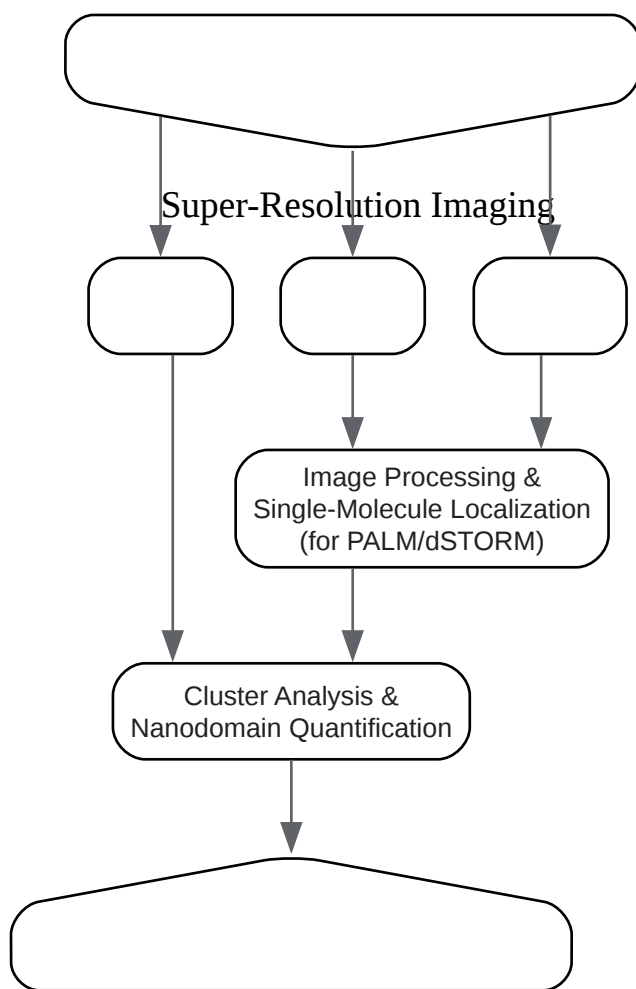 Super-Resolution Imaging
Image Processing &
Single-Molecule Localization
(for PALM/dSTORM)
Cluster Analysis &
Nanodomain Quantification